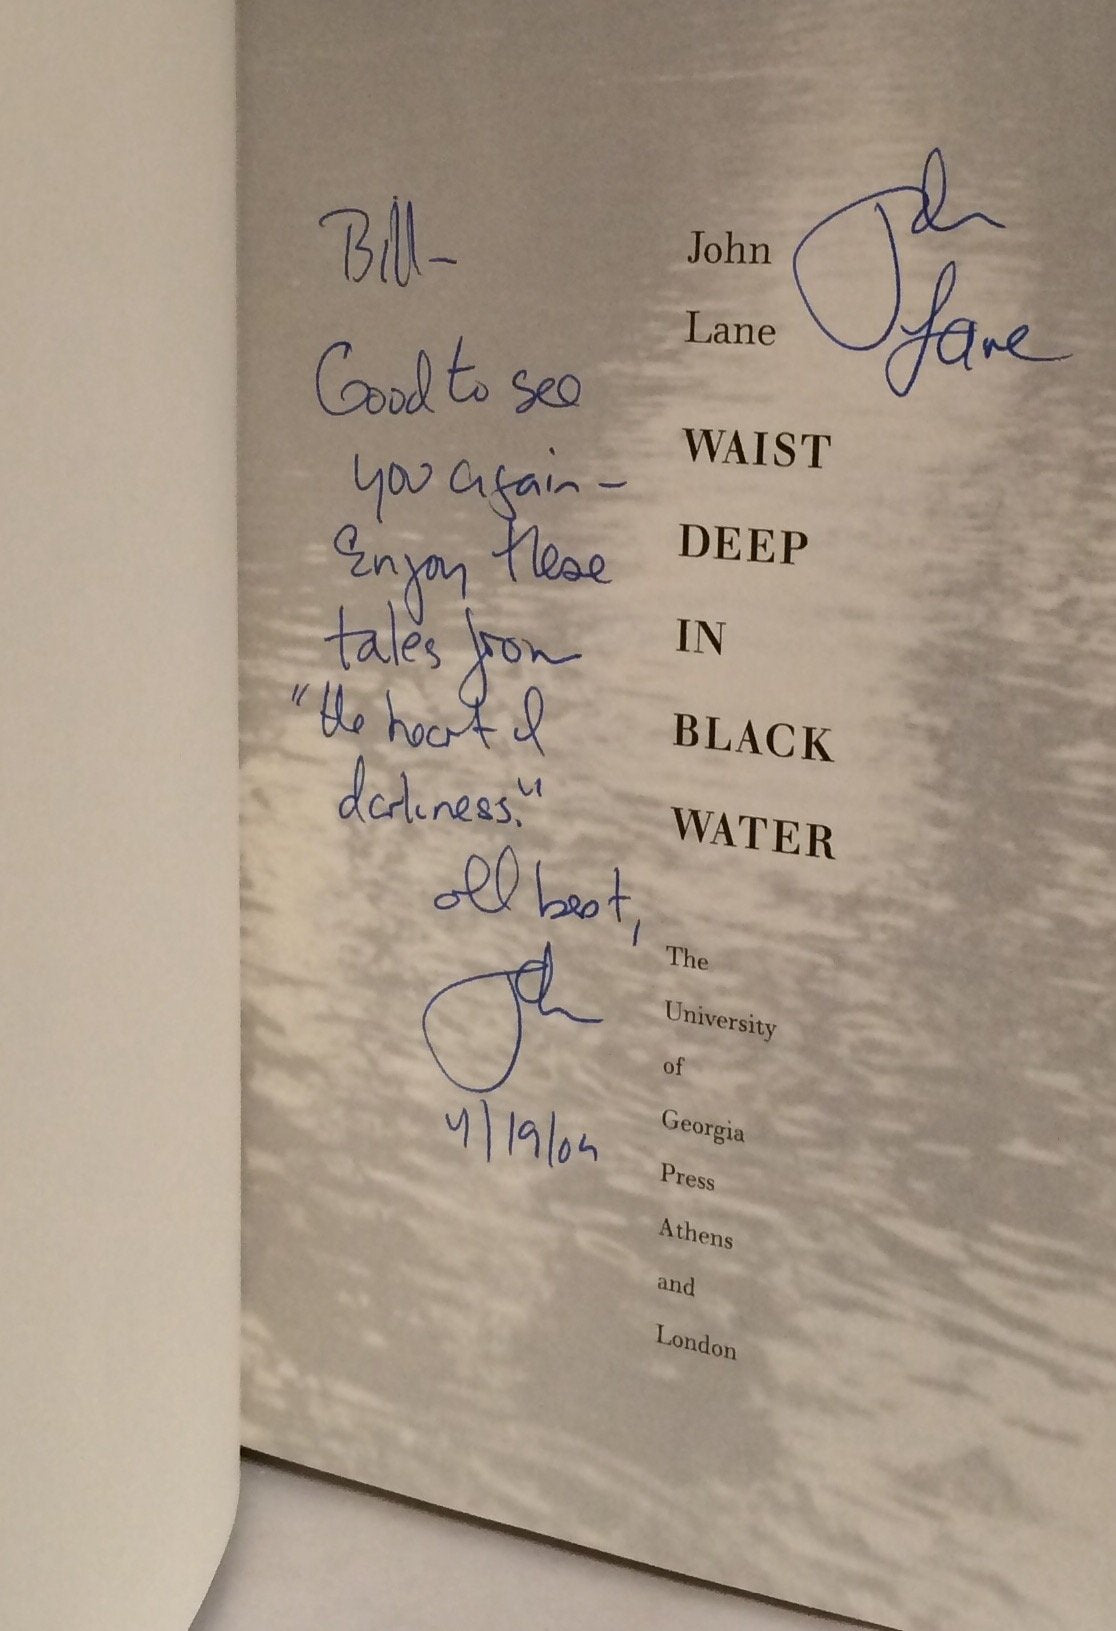 Bill-
Good to see
you again-
Enjoy these
tales from
"the heart of
darkness."
all best,
John
4/19/04
John
Lane
John
Lane
WAIST
DEEP
IN
BLACK
WATER
The
University
of
Georgia
Press
Athens
and
London